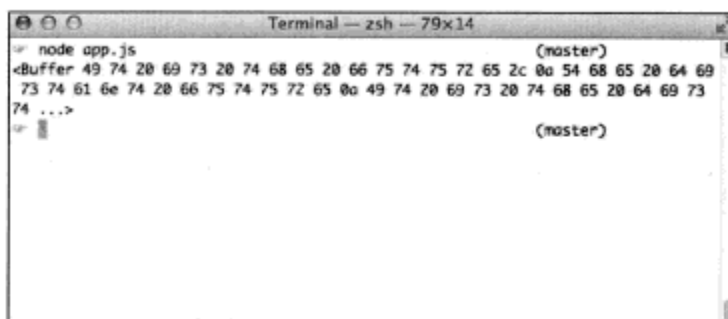 Terminal — zsh — 79×14
☞ node app.js (master)
<Buffer 49 74 20 69 73 20 74 68 65 20 66 75 74 75 72 65 2c 0a 54 68 65 20 64 69
73 74 61 6e 74 20 66 75 74 75 72 65 0a 49 74 20 69 73 20 74 68 65 20 64 69 73
74 ...>
☞ (master)